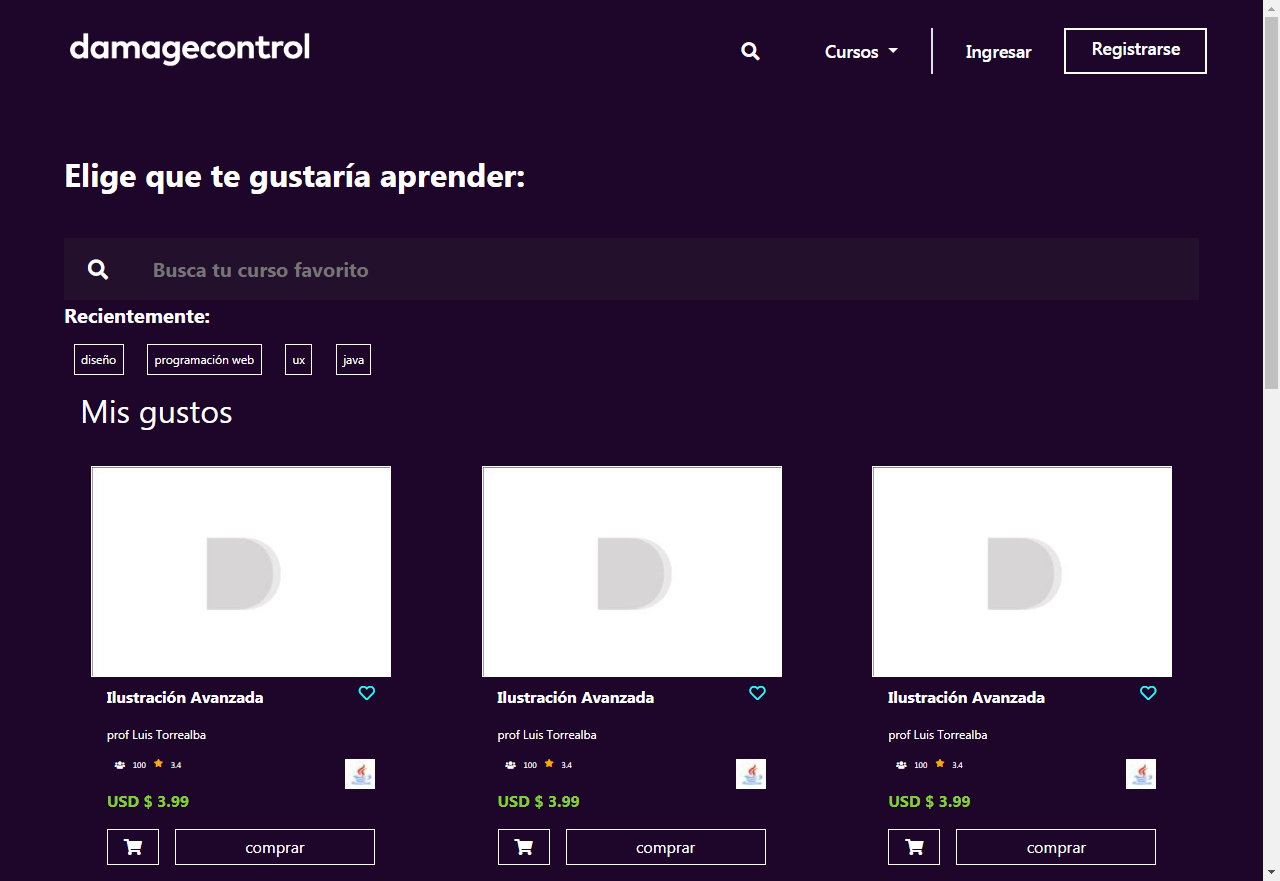 damagecontrol
Cursos
Ingresar
Registrarse
Elige que te gustaría aprender:
Busca tu curso favorito
Recientemente:
diseño
programación web
ux
java
Mis gustos
Ilustración Avanzada
prof Luis Torrealba
100 3.4
USD $ 3.99
comprar
Ilustración Avanzada
prof Luis Torrealba
100 3.4
USD $ 3.99
comprar
Ilustración Avanzada
prof Luis Torrealba
100 3.4
USD $ 3.99
comprar